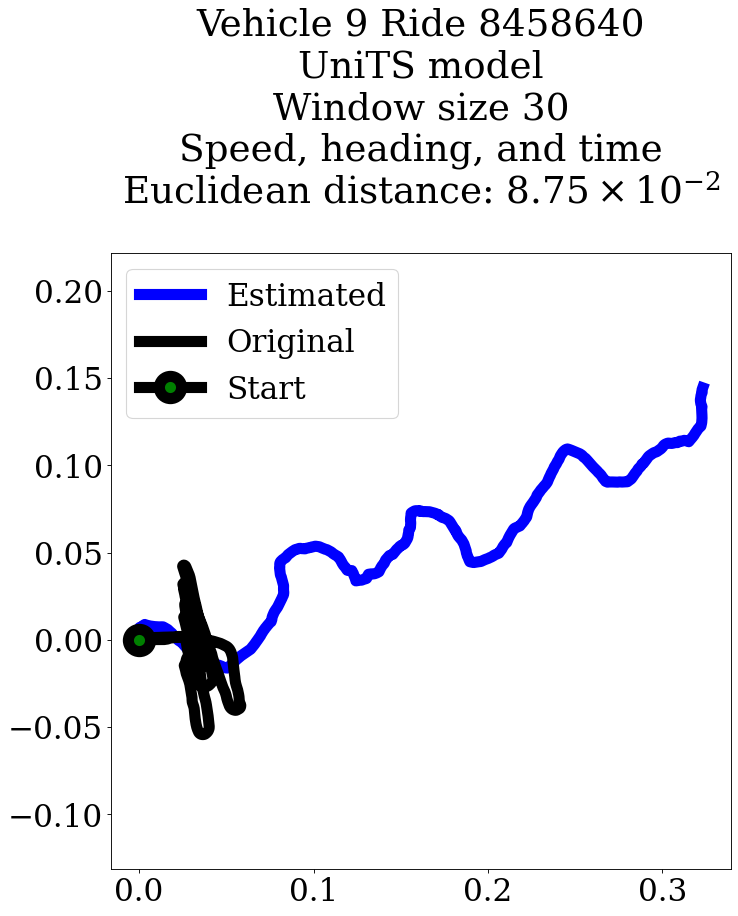 Vehicle 9 Ride 8458640
UniTS model
Window size 30
Speed, heading, and time
Euclidean distance: 8.75 × 10⁻²
Estimated
Original
Start
0.20
0.15
0.10
0.05
0.00
−0.05
−0.10
0.0 0.1 0.2 0.3